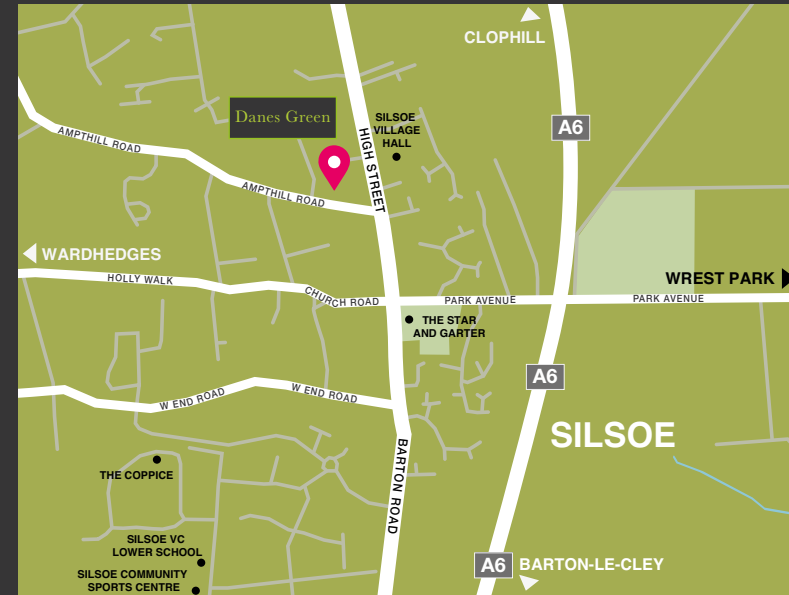 CLOPHILL
Danes Green
SILSOE
VILLAGE
HALL
A6
AMPTHILL ROAD
HIGH STREET
AMPTHILL ROAD
WARDHEDGES
HOLLY WALK
WREST PARK
CHURCH ROAD
PARK AVENUE
PARK AVENUE
THE STAR
AND GARTER
A6
W END ROAD
W END ROAD
SILSOE
BARTON ROAD
THE COPPICE
SILSOE VC
LOWER SCHOOL
A6
BARTON-LE-CLEY
SILSOE COMMUNITY
SPORTS CENTRE